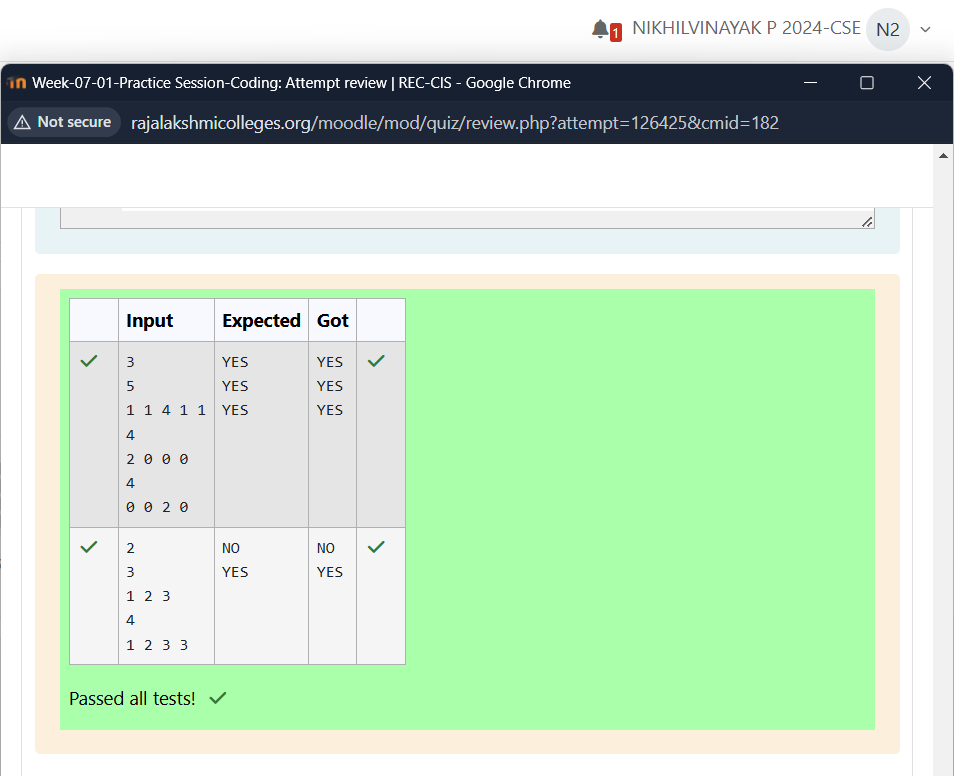 1
NIKHILVINAYAK P 2024-CSE N2
Week-07-01-Practice Session-Coding: Attempt review | REC-CIS - Google Chrome
Not secure rajalakshmicolleges.org/moodle/mod/quiz/review.php?attempt=126425&cmid=182
Input Expected Got
3 YES YES
5 YES YES
1 1 4 1 1 YES YES
4
2 0 0 0
4
0 0 2 0
2 NO NO
3 YES YES
1 2 3
4
1 2 3 3
Passed all tests!